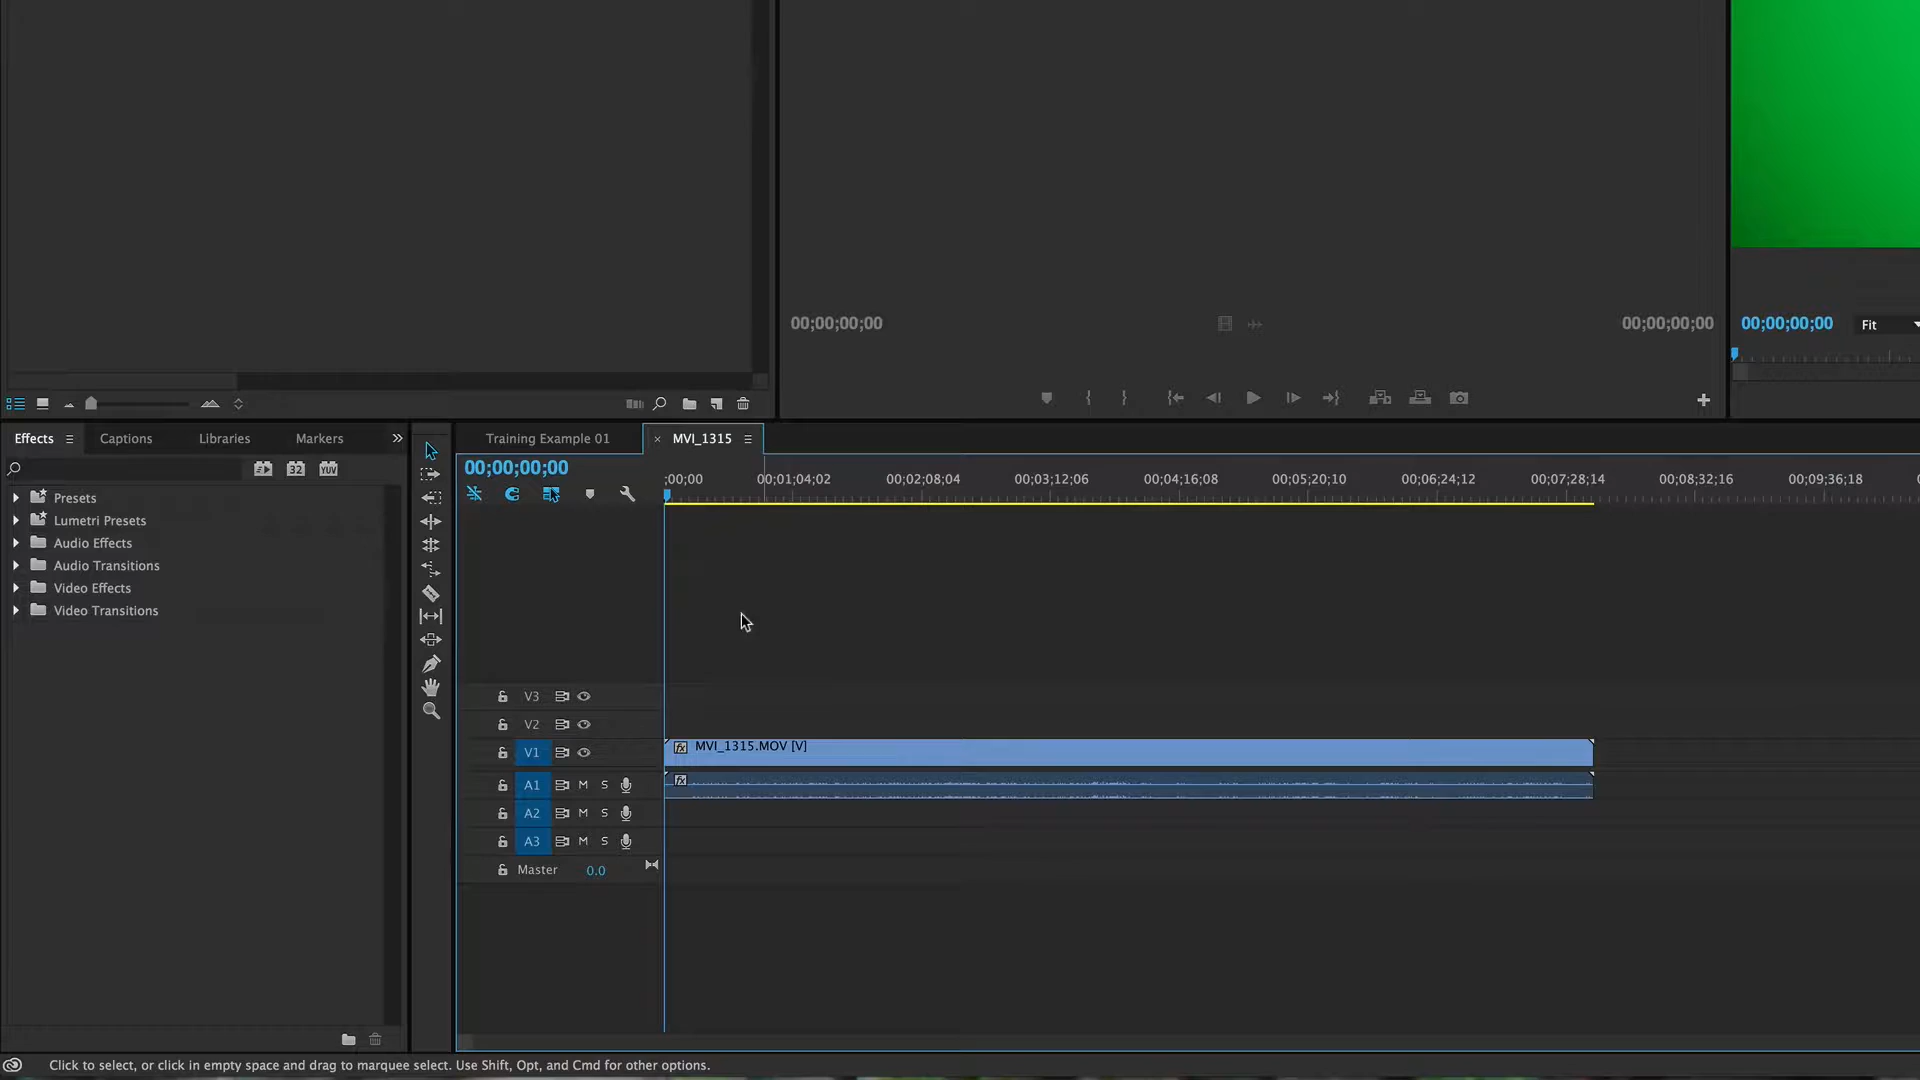 00;00;00;00
00;00;00;00
00;00;00;00
Fit
Effects
Captions
Libraries
Markers
Training Example 01
× MVI_1315
00;00;00;00
32
YUV
;00;00
00;01;04;02
00;02;08;04
00;03;12;06
00;04;16;08
00;05;20;10
00;06;24;12
00;07;28;14
00;08;32;16
00;09;36;18
Presets
Lumetri Presets
Audio Effects
Audio Transitions
Video Effects
Video Transitions
V3
V2
V1
fx MVI_1315.MOV [V]
A1 M S
fx
A2 M S
A3 M S
Master 0.0
Click to select, or click in empty space and drag to marquee select. Use Shift, Opt, and Cmd for other options.